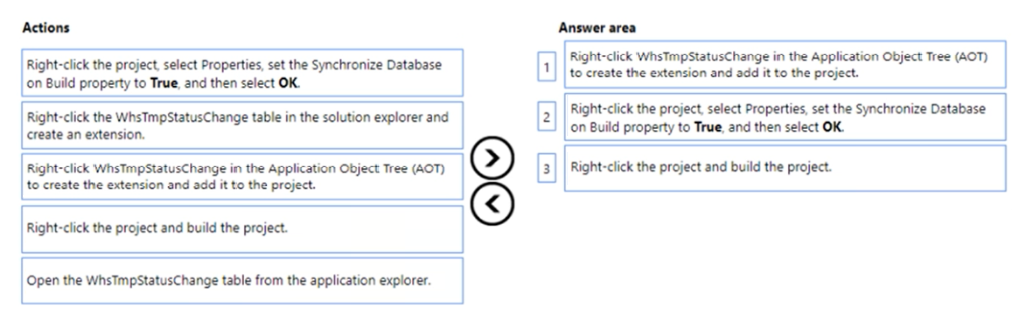 Actions
Right-click the project, select Properties, set the Synchronize Database
on Build property to True, and then select OK.
Right-click the WhsTmpStatusChange table in the solution explorer and
create an extension.
Right-click WhsTmpStatusChange in the Application Object Tree (AOT)
to create the extension and add it to the project.
Right-click the project and build the project.
Open the WhsTmpStatusChange table from the application explorer.
Answer area
1
Right-click WhsTmpStatusChange in the Application Object Tree (AOT)
to create the extension and add it to the project.
2
Right-click the project, select Properties, set the Synchronize Database
on Build property to True, and then select OK.
3
Right-click the project and build the project.